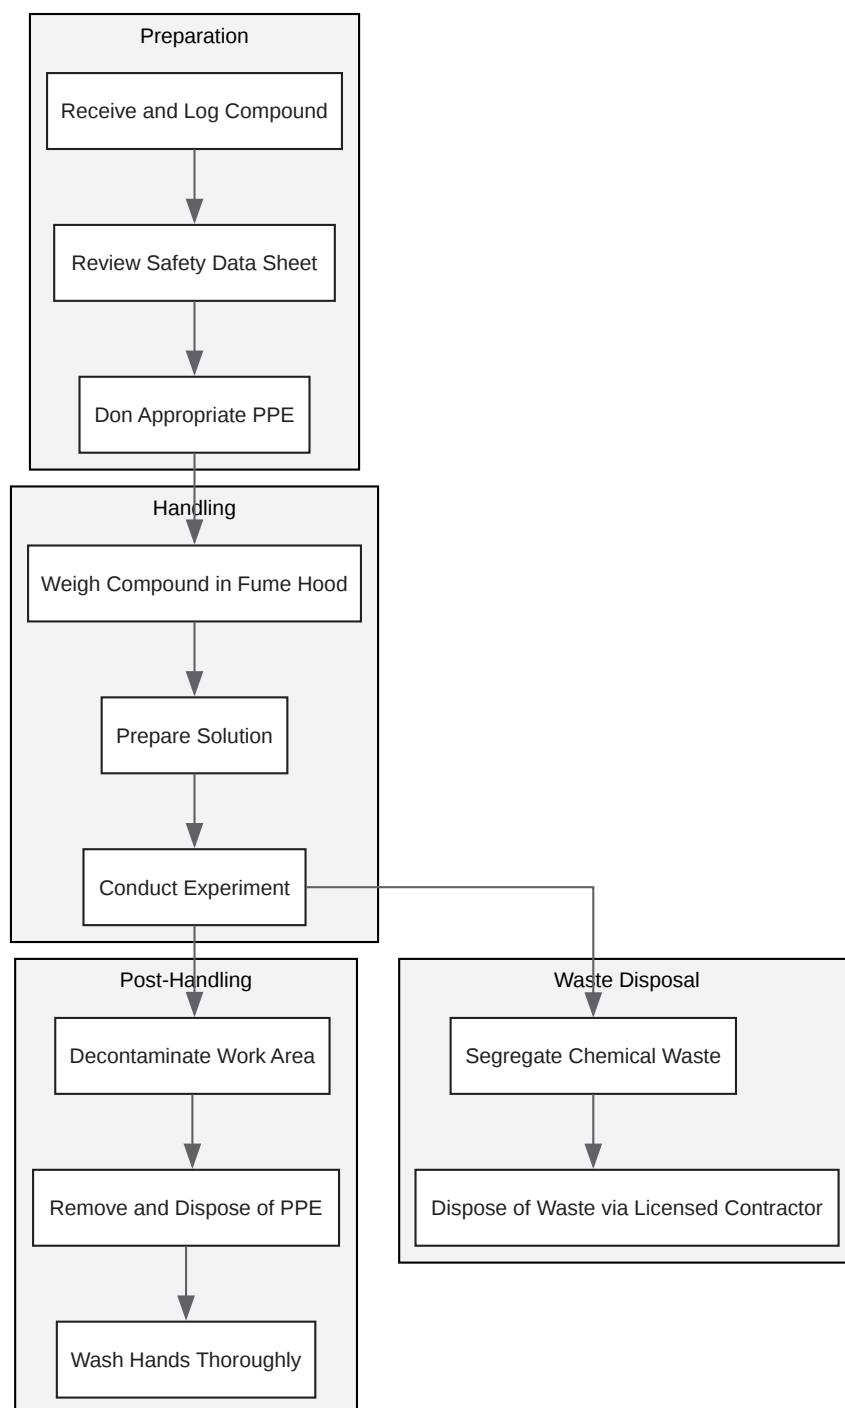 Preparation
Receive and Log Compound
Review Safety Data Sheet
Don Appropriate PPE
Handling
Weigh Compound in Fume Hood
Prepare Solution
Conduct Experiment
Post-Handling
Decontaminate Work Area
Remove and Dispose of PPE
Wash Hands Thoroughly
Waste Disposal
Segregate Chemical Waste
Dispose of Waste via Licensed Contractor